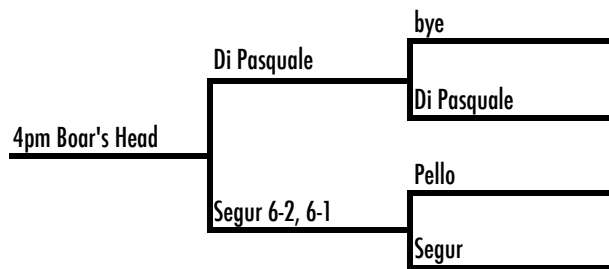 bye
Di Pasquale
Di Pasquale
4pm Boar's Head
Pello
Segur 6-2, 6-1
Segur